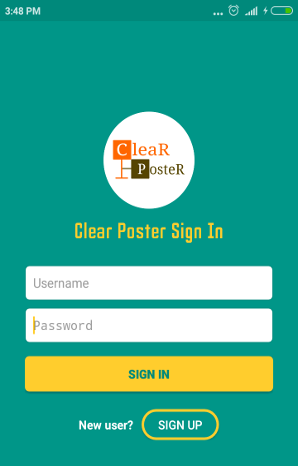 3:48 PM
CleaR
PosteR
Clear Poster Sign In
Username
Password
SIGN IN
New user? SIGN UP